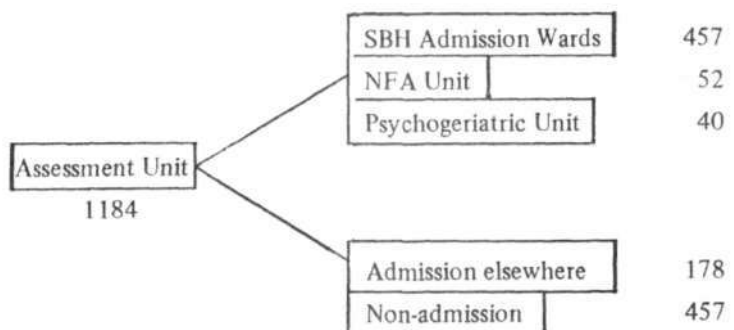 SBH Admission Wards 457
NFA Unit 52
Psychogeriatric Unit 40
Assessment Unit
1184
Admission elsewhere 178
Non-admission 457